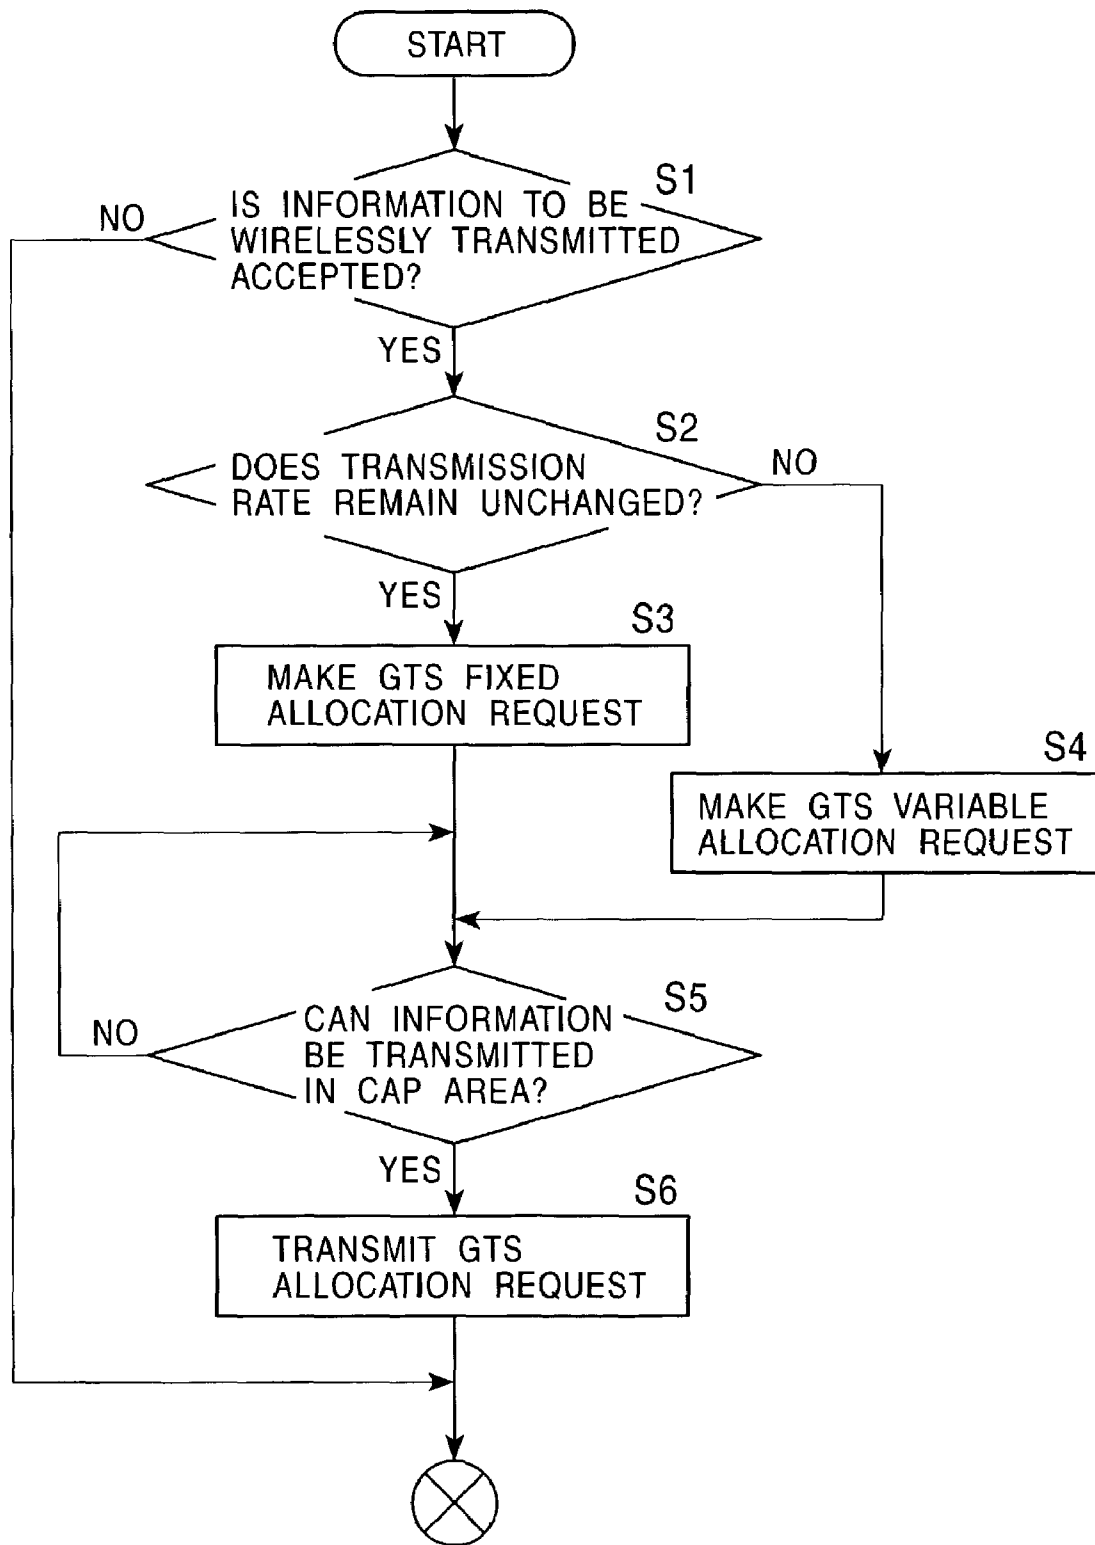 START
S1
IS INFORMATION TO BE
WIRELESSLY TRANSMITTED
ACCEPTED?
NO
YES
S2
DOES TRANSMISSION
RATE REMAIN UNCHANGED?
NO
YES
S3
MAKE GTS FIXED
ALLOCATION REQUEST
S4
MAKE GTS VARIABLE
ALLOCATION REQUEST
S5
CAN INFORMATION
BE TRANSMITTED
IN CAP AREA?
NO
YES
S6
TRANSMIT GTS
ALLOCATION REQUEST